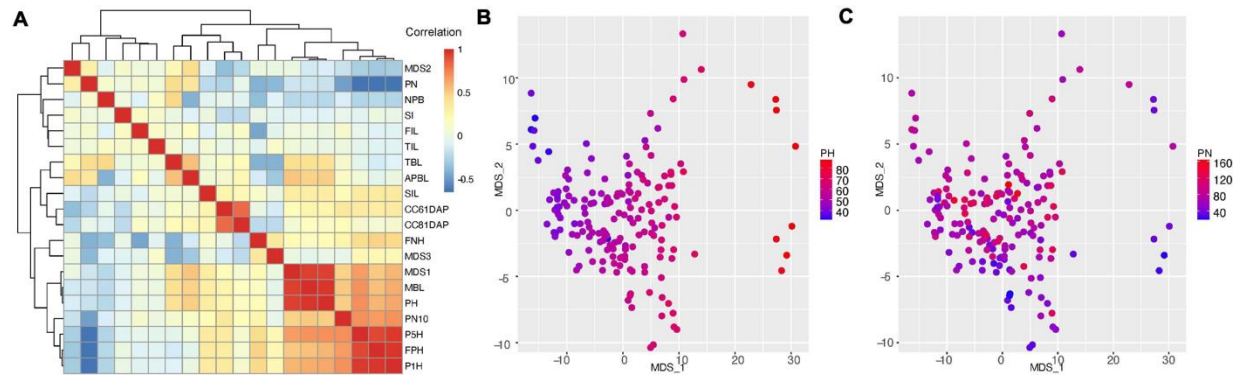 A
Correlation
1
0.5
0
-0.5
MDS2
PN
NPB
SI
FIL
TIL
TBL
APBL
SIL
CC61DAP
CC81DAP
FNH
MDS3
MDS1
MBL
PH
PN10
P5H
FPH
P1H
B
10
5
0
−5
−10
MDS_2
−10
0
10
20
30
MDS_1
PH
80
70
60
50
40
C
10
5
0
−5
−10
MDS_2
−10
0
10
20
30
MDS_1
PN
160
120
80
40